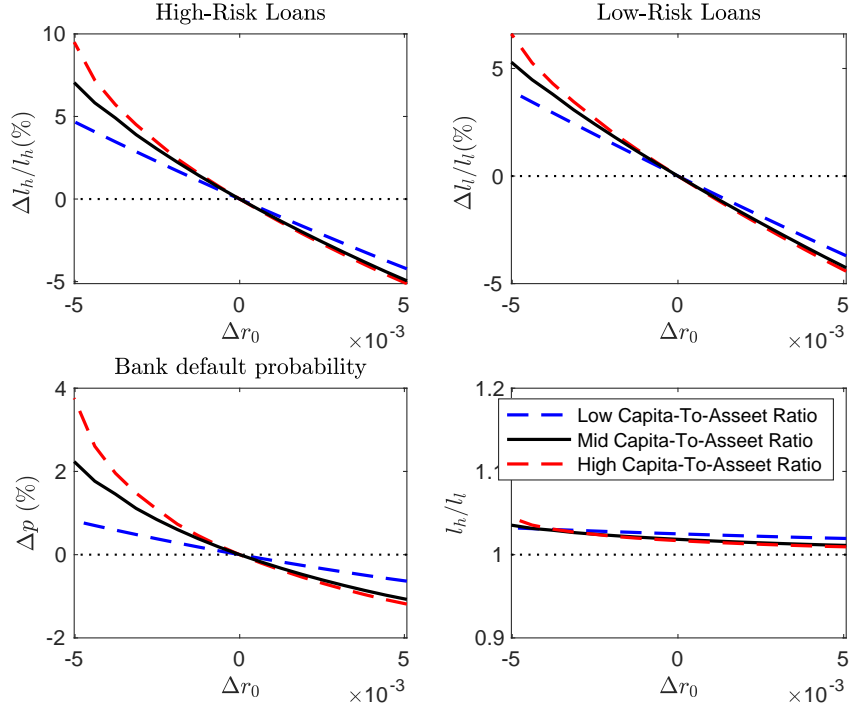 High-Risk Loans
10
5
0
-5
Δl_h/l_h(%)
-5
0
5
Δr_0
×10^-3
Low-Risk Loans
5
0
-5
Δl_l/l_l(%)
-5
0
5
Δr_0
×10^-3
Bank default probability
4
2
0
-2
Δp (%)
-5
0
5
Δr_0
×10^-3
1.2
1.1
1
0.9
l_h/l_l
Low Capita-To-Asseet Ratio
Mid Capita-To-Asseet Ratio
High Capita-To-Asseet Ratio
-5
0
5
Δr_0
×10^-3